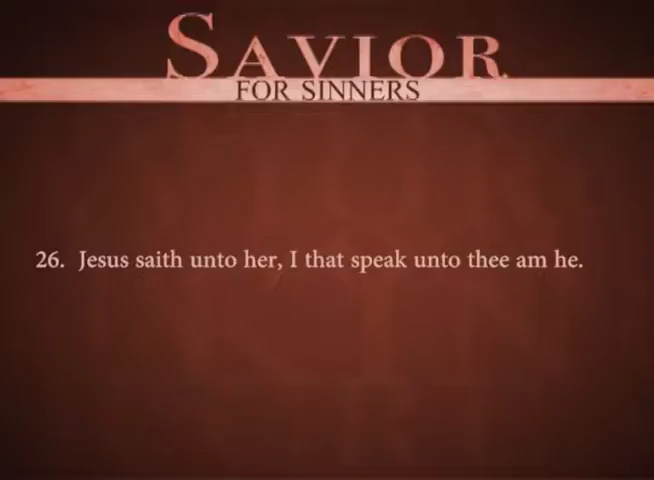 SAVIOR
FOR SINNERS
26. Jesus saith unto her, I that speak unto thee am he.